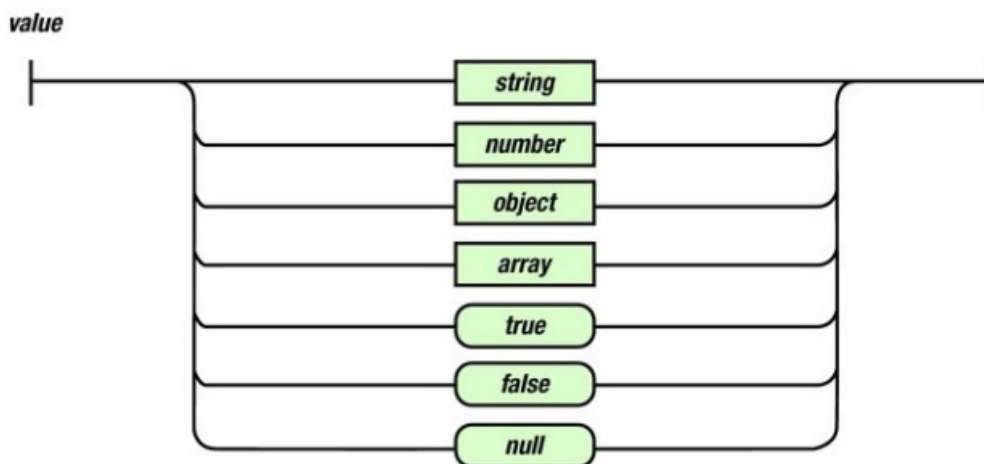 value
string
number
object
array
true
false
null